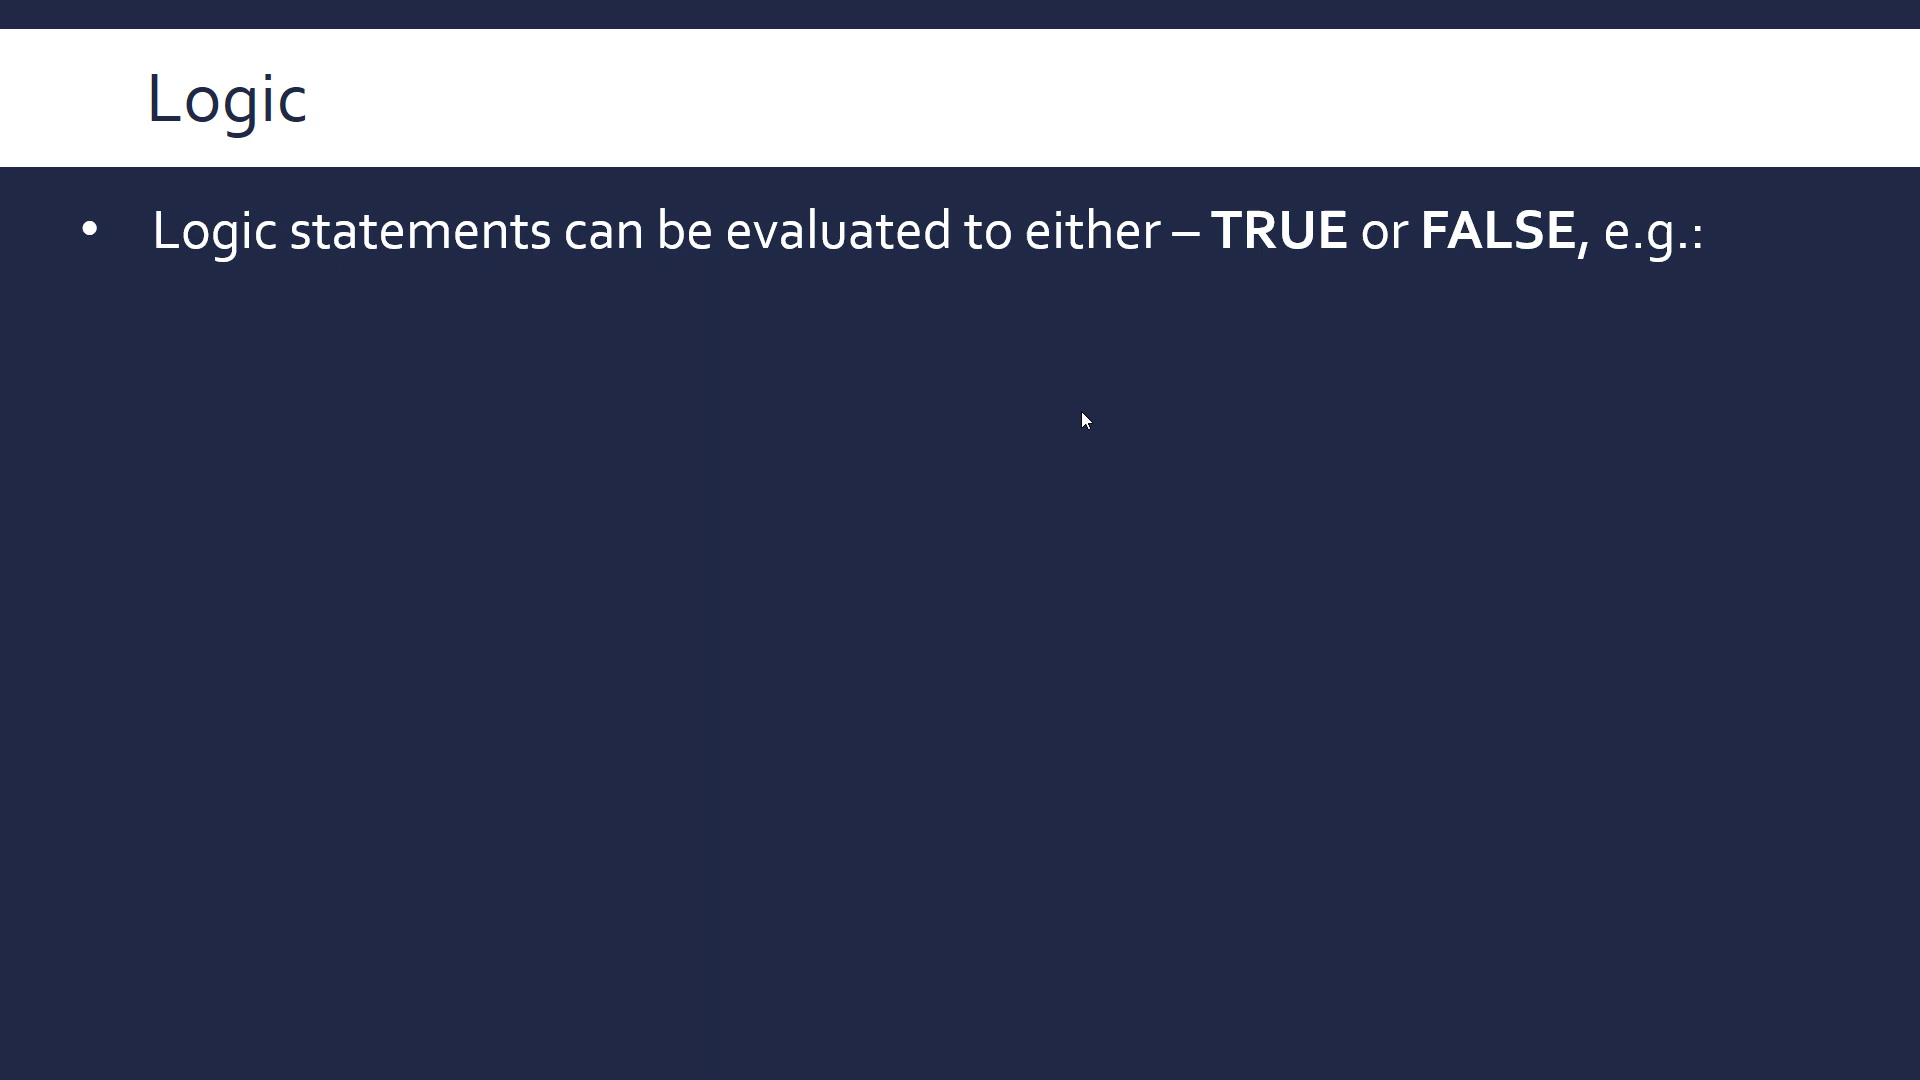 Logic
• Logic statements can be evaluated to either – TRUE or FALSE, e.g.: